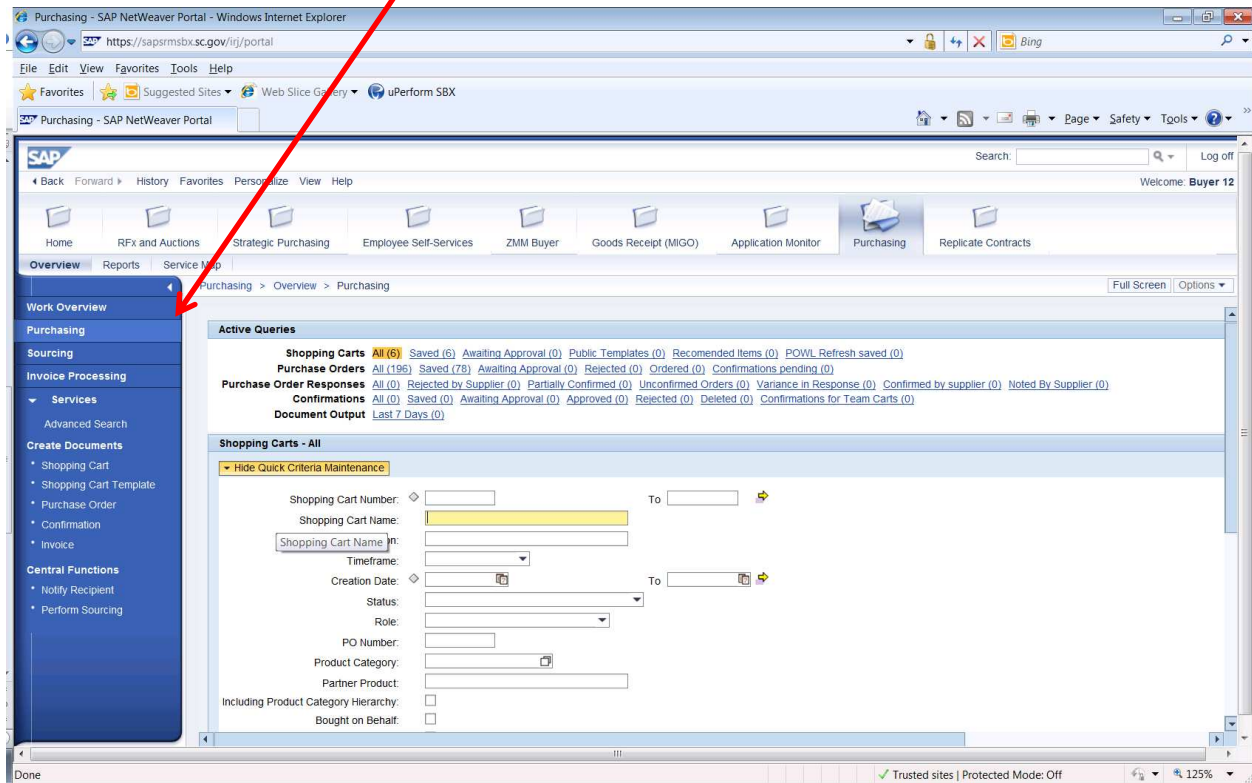 Purchasing - SAP NetWeaver Portal - Windows Internet Explorer
https://sapsrmsbx.sc.gov/irj/portal
Bing
File Edit View Favorites Tools Help
Favorites Suggested Sites Web Slice Gallery uPerform SBX
Purchasing - SAP NetWeaver Portal
Page Safety Tools
SAP
Search:
Log off
Back Forward History Favorites Personalize View Help
Welcome: Buyer 12
Home RFx and Auctions Strategic Purchasing Employee Self-Services ZMM Buyer Goods Receipt (MIGO) Application Monitor Purchasing Replicate Contracts
Overview Reports Service Map
Purchasing > Overview > Purchasing
Full Screen Options
Work Overview
Purchasing
Sourcing
Invoice Processing
Services
Advanced Search
Create Documents
• Shopping Cart
• Shopping Cart Template
• Purchase Order
• Confirmation
• Invoice
Central Functions
• Notify Recipient
• Perform Sourcing
Active Queries
Shopping Carts All (6) Saved (6) Awaiting Approval (0) Public Templates (0) Recomended Items (0) POWL Refresh saved (0)
Purchase Orders All (196) Saved (78) Awaiting Approval (0) Rejected (0) Ordered (0) Confirmations pending (0)
Purchase Order Responses All (0) Rejected by Supplier (0) Partially Confirmed (0) Unconfirmed Orders (0) Variance in Response (0) Confirmed by supplier (0) Noted By Supplier (0)
Confirmations All (0) Saved (0) Awaiting Approval (0) Approved (0) Rejected (0) Deleted (0) Confirmations for Team Carts (0)
Document Output Last 7 Days (0)
Shopping Carts - All
Hide Quick Criteria Maintenance
Shopping Cart Number: To
Shopping Cart Name:
Shopping Cart Name on:
Timeframe:
Creation Date: To
Status:
Role:
PO Number:
Product Category:
Partner Product:
Including Product Category Hierarchy:
Bought on Behalf:
Done
Trusted sites | Protected Mode: Off
125%